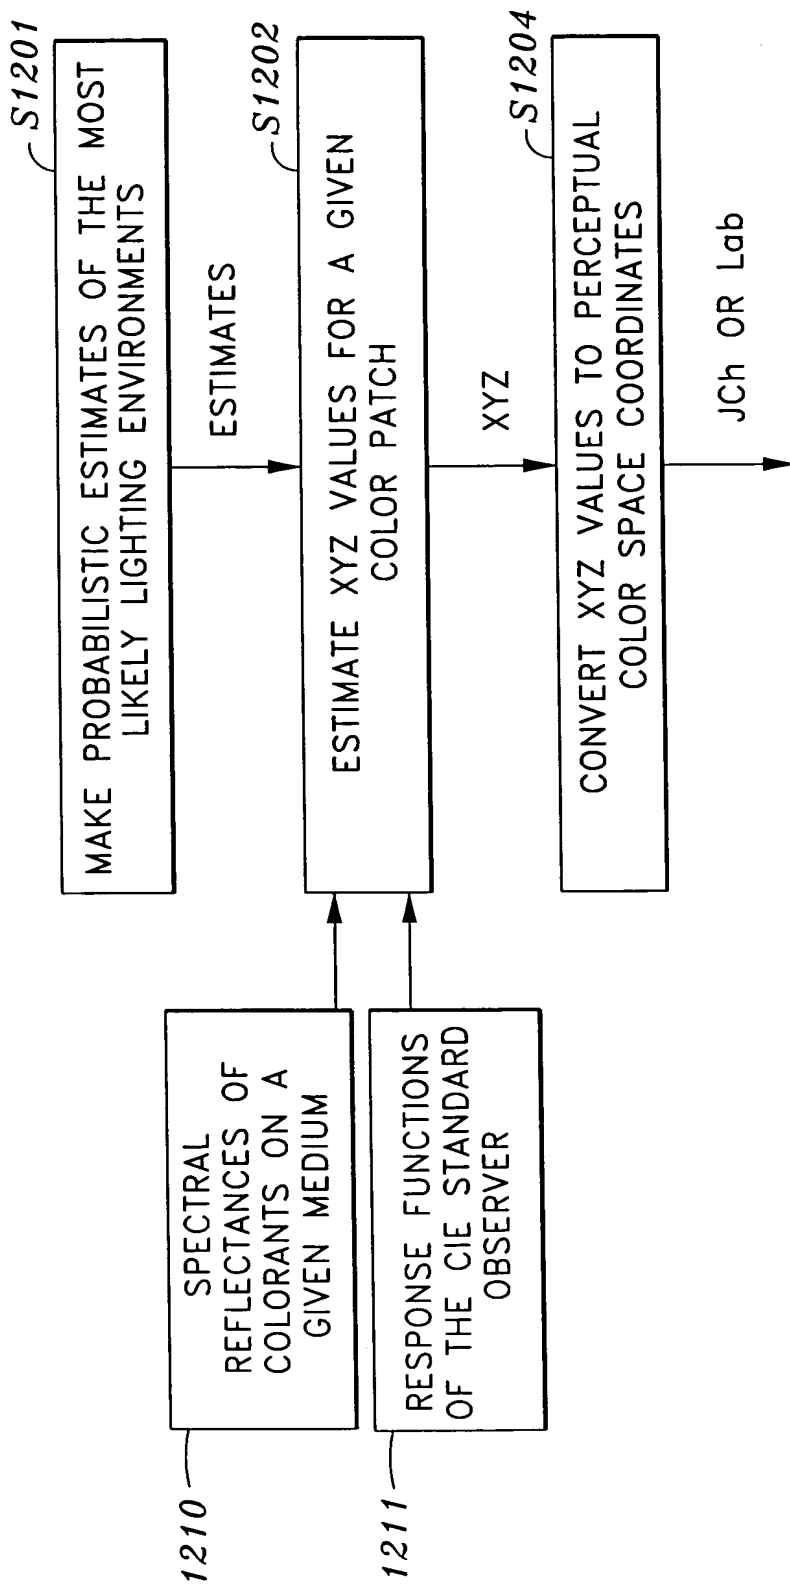 S1201
MAKE PROBABILISTIC ESTIMATES OF THE MOST
LIKELY LIGHTING ENVIRONMENTS
ESTIMATES
1210
SPECTRAL
REFLECTANCES OF
COLORANTS ON A
GIVEN MEDIUM
S1202
ESTIMATE XYZ VALUES FOR A GIVEN
COLOR PATCH
1211
RESPONSE FUNCTIONS
OF THE CIE STANDARD
OBSERVER
XYZ
S1204
CONVERT XYZ VALUES TO PERCEPTUAL
COLOR SPACE COORDINATES
JCh OR Lab